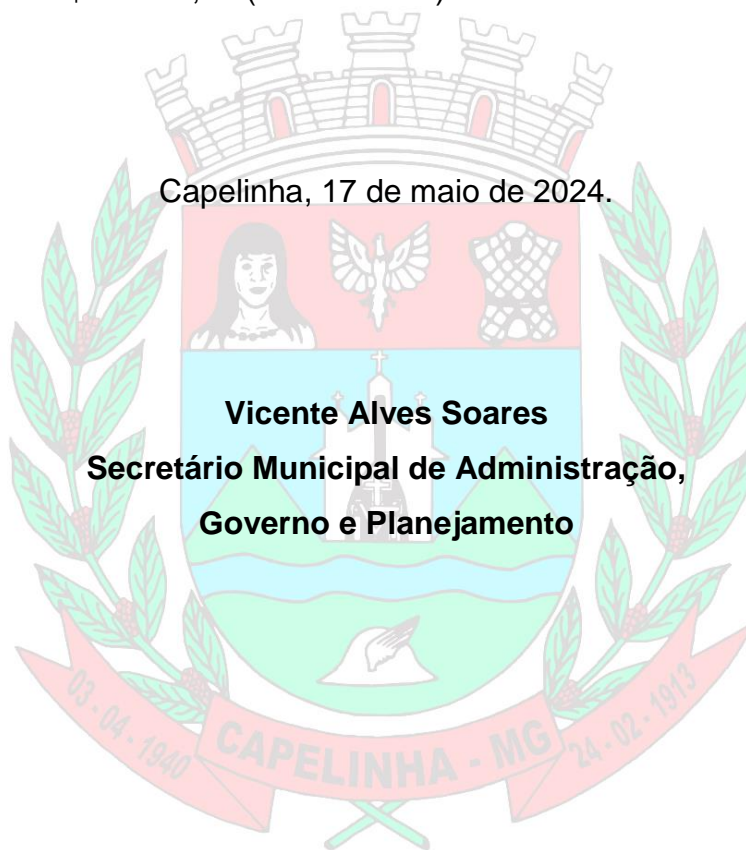 Capelinha, 17 de maio de 2024.
Vicente Alves Soares
Secretário Municipal de Administração,
Governo e Planejamento
03-04-1940
CAPELINHA - MG
24-02-1913